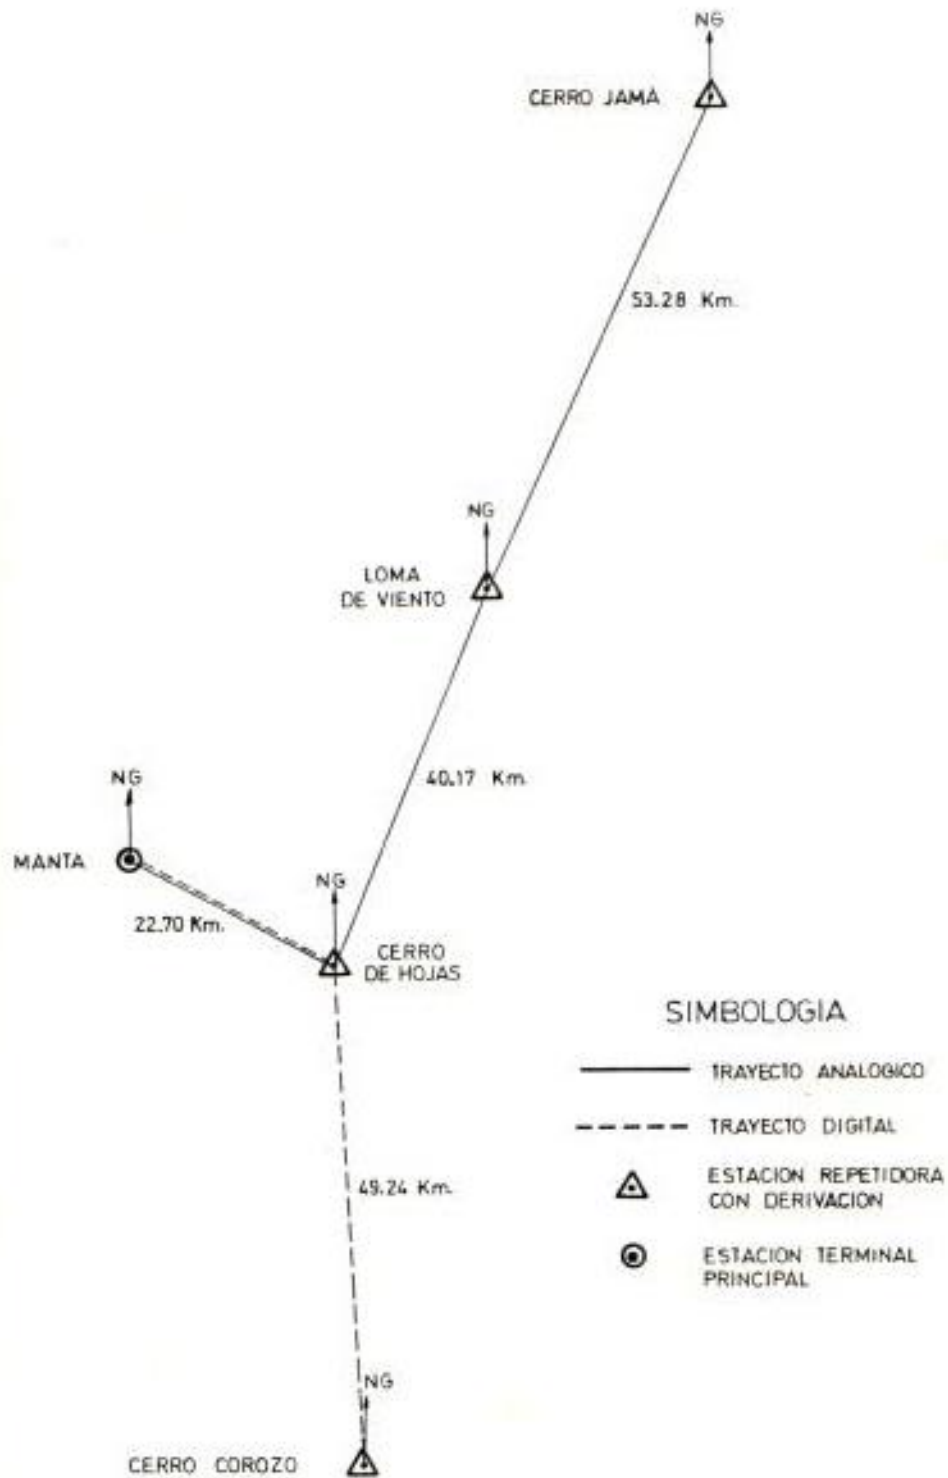 NG
CERRO JAMA
53.28 Km.
NG
LOMA
DE VIENTO
40.17 Km.
NG
MANTA
22.70 Km.
NG
CERRO
DE HOJAS
49.24 Km.
NG
CERRO COROZO
SIMBOLOGIA
TRAYECTO ANALOGICO
TRAYECTO DIGITAL
ESTACION REPETIDORA
CON DERIVACION
ESTACION TERMINAL
PRINCIPAL